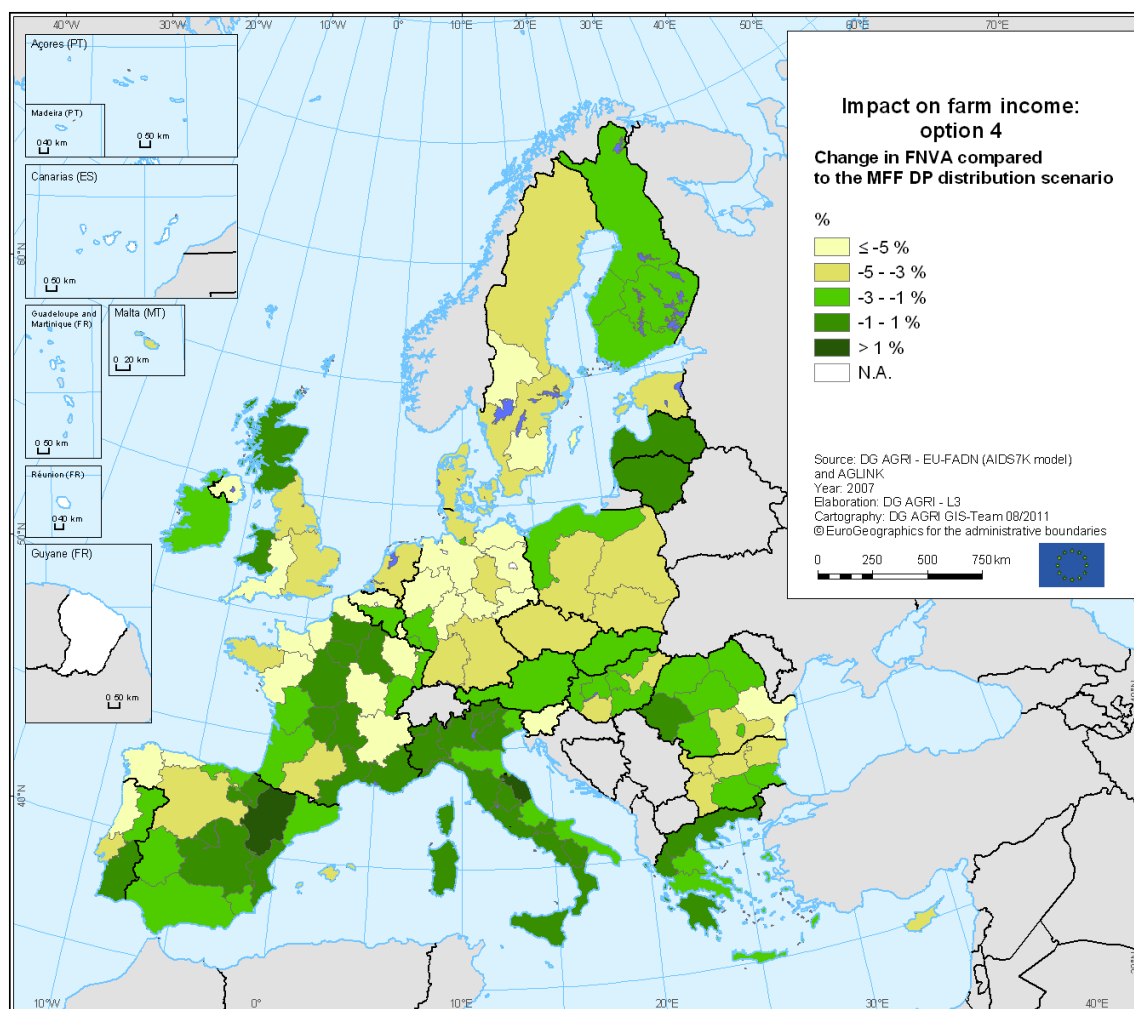 40°W 30°W 20°W 10°W 0° 10°E 20°E 30°E 40°E 50°E 60°E 70°E
Açores (PT)
Madeira (PT)
0 40 km
0 50 km
Canarias (ES)
0 50 km
Guadeloupe and
Martinique (FR)
0 50 km
Malta (MT)
0 20 km
Réunion (FR)
0 40 km
Guyane (FR)
0 50 km
60°N
50°N
40°N
Impact on farm income:
option 4
Change in FNVA compared
to the MFF DP distribution scenario
%
≤ -5 %
-5 - -3 %
-3 - -1 %
-1 - 1 %
> 1 %
N.A.
Source: DG AGRI - EU-FADN (AIDS7K model)
and AGLINK
Year: 2007
Elaboration: DG AGRI - L3
Cartography: DG AGRI GIS-Team 08/2011
© EuroGeographics for the administrative boundaries
0 250 500 750 km
10°W 0° 10°E 20°E 30°E 40°E